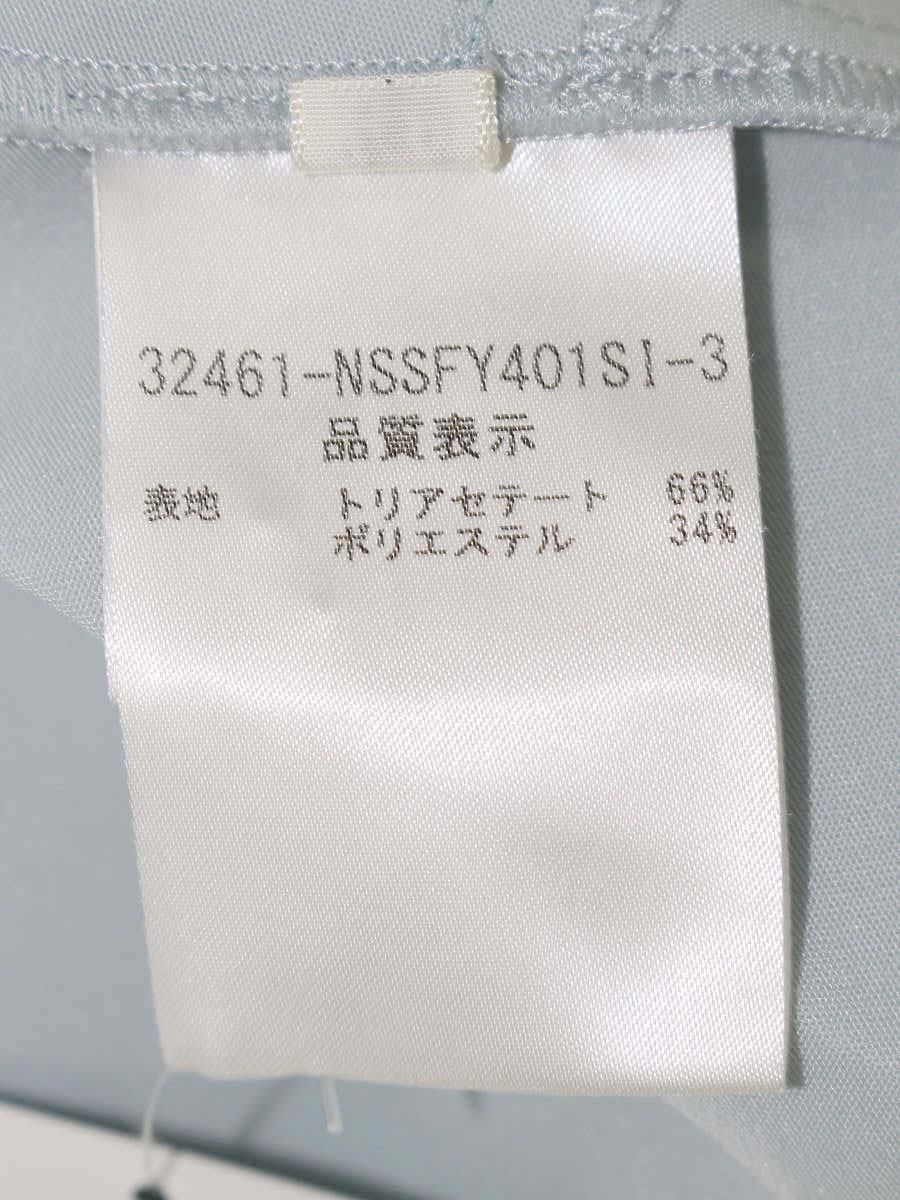 32461-NSSFY401SI-3
品質表示
表地 トリアセテート 66%
ポリエステル 34%